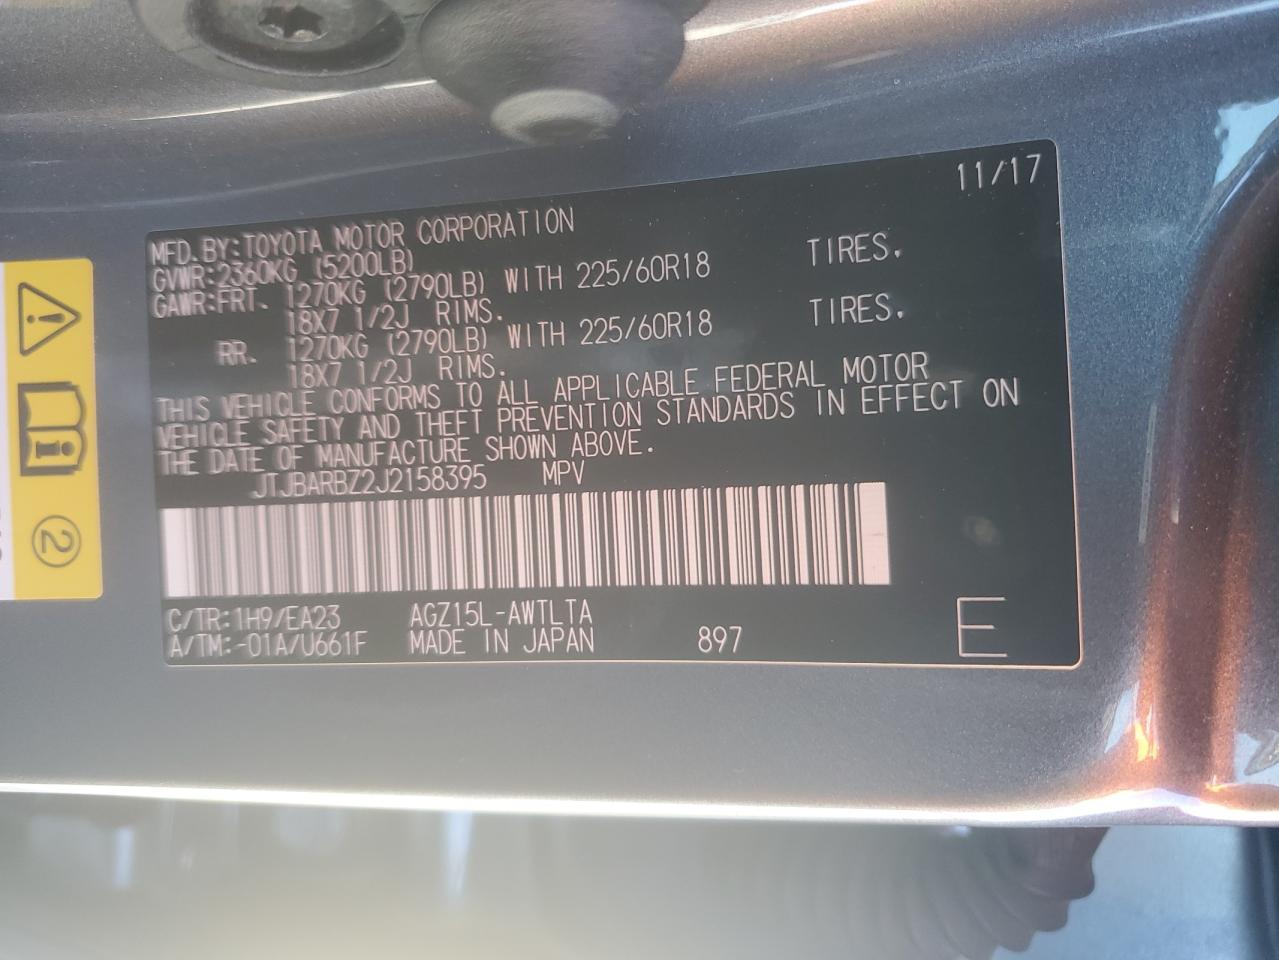 11/17
MFD.BY:TOYOTA MOTOR CORPORATION
GVWR:2360KG (5200LB)
GAWR:FRT. 1270KG (2790LB) WITH 225/60R18 TIRES.
18X7 1/2J RIMS.
RR. 1270KG (2790LB) WITH 225/60R18 TIRES.
18X7 1/2J RIMS.
THIS VEHICLE CONFORMS TO ALL APPLICABLE FEDERAL MOTOR
VEHICLE SAFETY AND THEFT PREVENTION STANDARDS IN EFFECT ON
THE DATE OF MANUFACTURE SHOWN ABOVE.
JTJBARBZ2J2158395 MPV
C/TR:1H9/EA23 AGZ15L-AWTLTA
A/TM:-01A/U661F MADE IN JAPAN 897 E
2